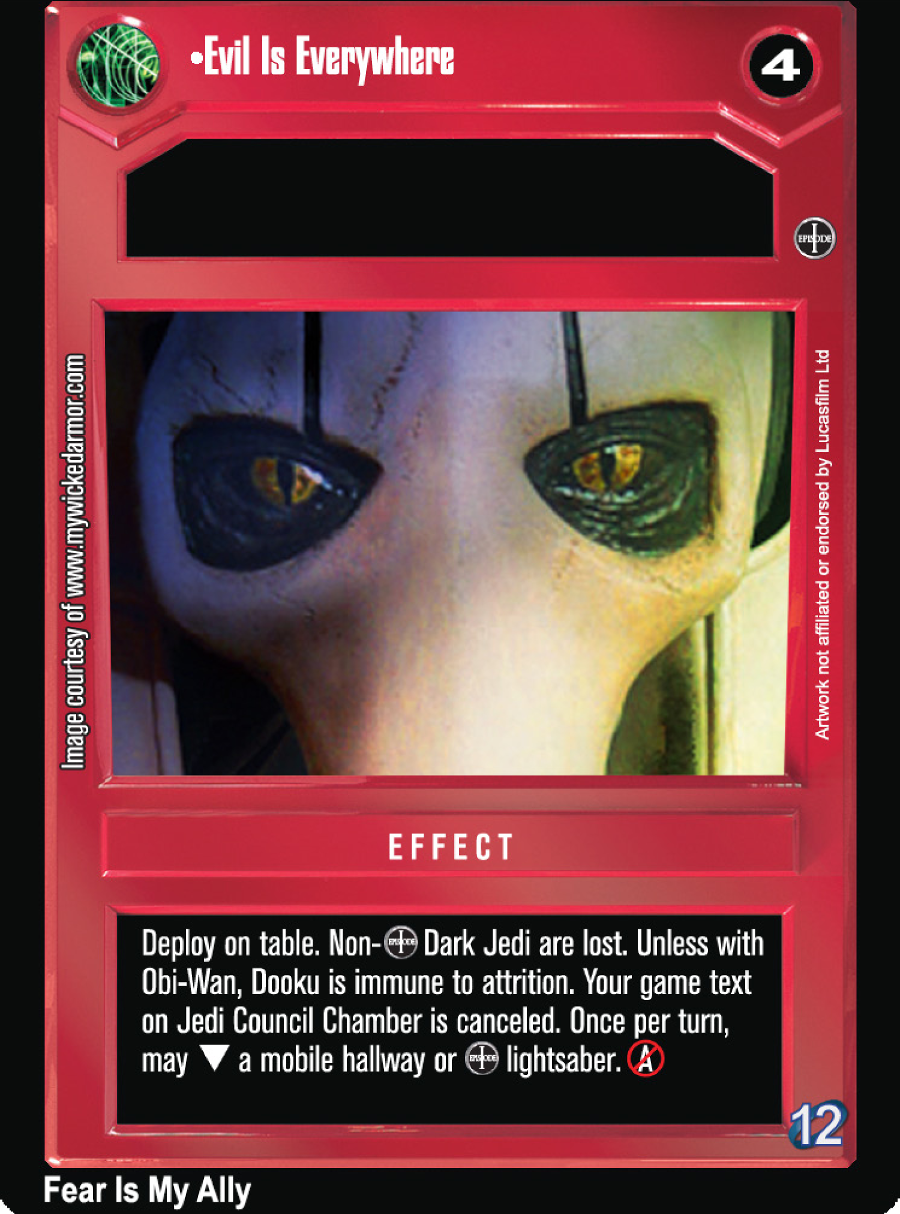 •Evil Is Everywhere
4
EPISODE I
Image courtesy of www.mywickedarmor.com
Artwork not affiliated or endorsed by Lucasfilm Ltd
EFFECT
Deploy on table. Non-EPISODE I Dark Jedi are lost. Unless with
Obi-Wan, Dooku is immune to attrition. Your game text
on Jedi Council Chamber is canceled. Once per turn,
may ▼ a mobile hallway or EPISODE I lightsaber. A
12
Fear Is My Ally